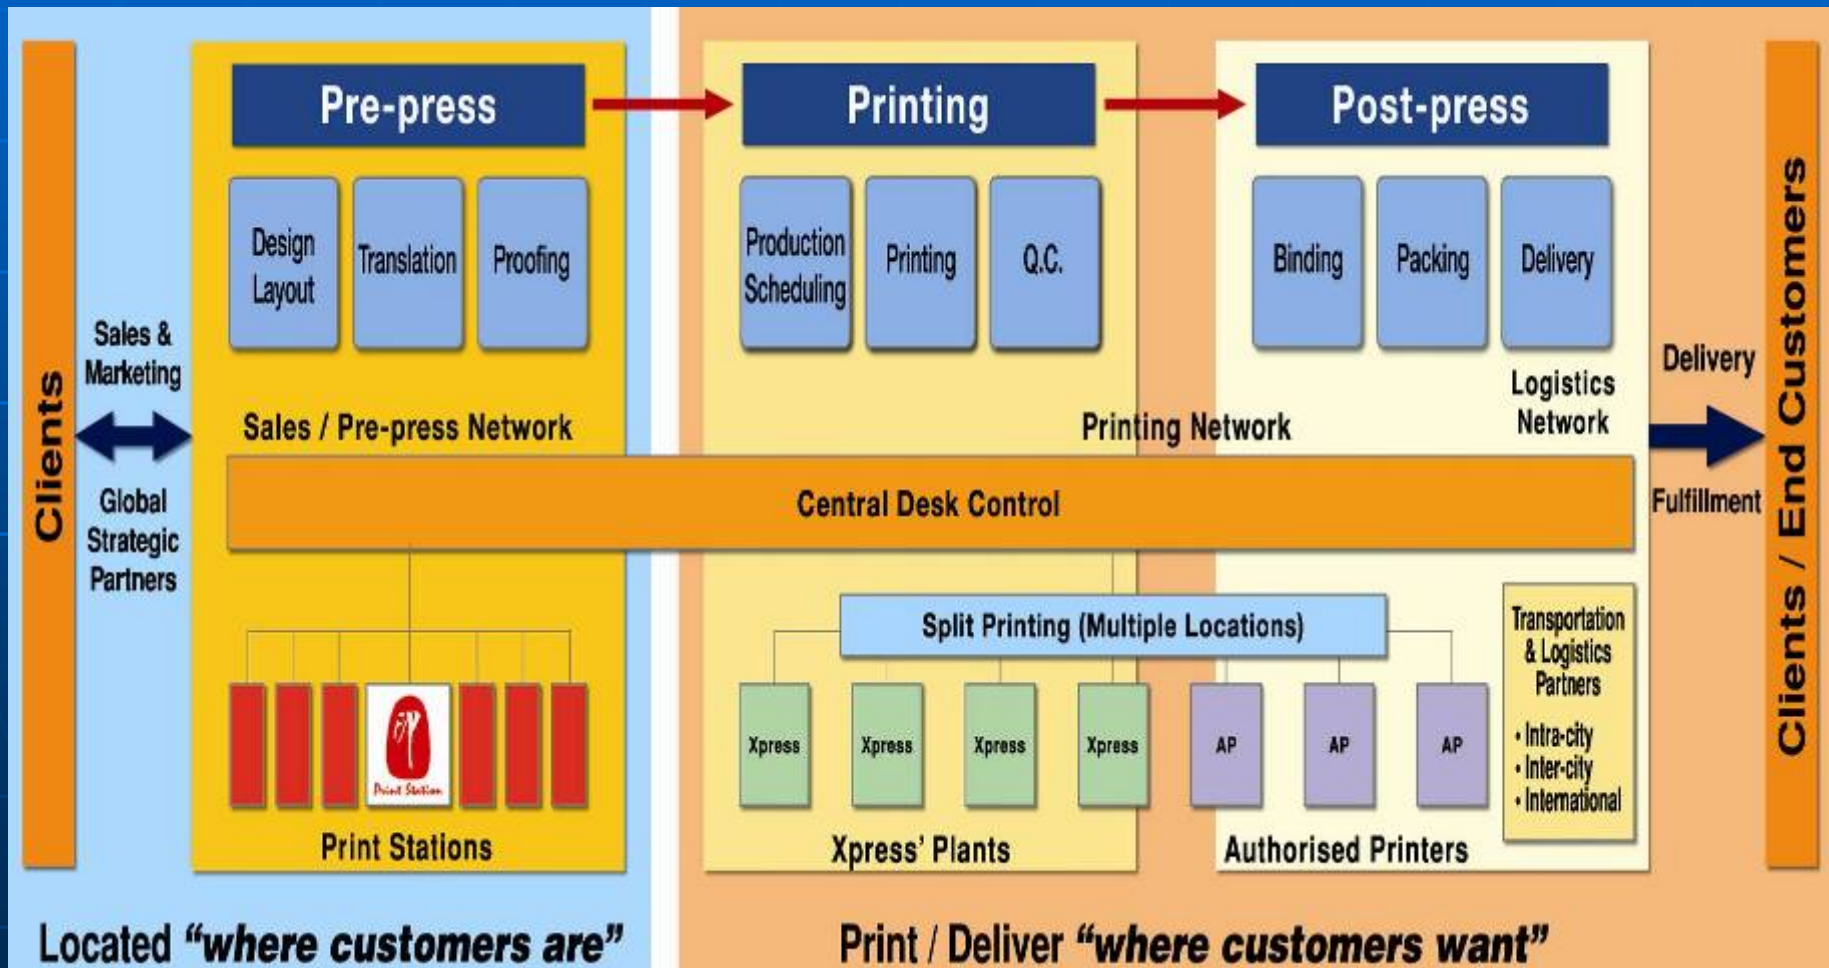 Clients
Sales &
Marketing
Global
Strategic
Partners
Pre-press
Design
Layout
Translation
Proofing
Sales / Pre-press Network
Printing
Production
Scheduling
Printing
Q.C.
Printing Network
Post-press
Binding
Packing
Delivery
Logistics
Network
Central Desk Control
Print Station
Print Stations
Split Printing (Multiple Locations)
Xpress
Xpress
Xpress
Xpress
AP
AP
AP
Xpress' Plants
Authorised Printers
Transportation
& Logistics
Partners
• Intra-city
• Inter-city
• International
Delivery
Fulfillment
Clients / End Customers
Located “where customers are”
Print / Deliver “where customers want”